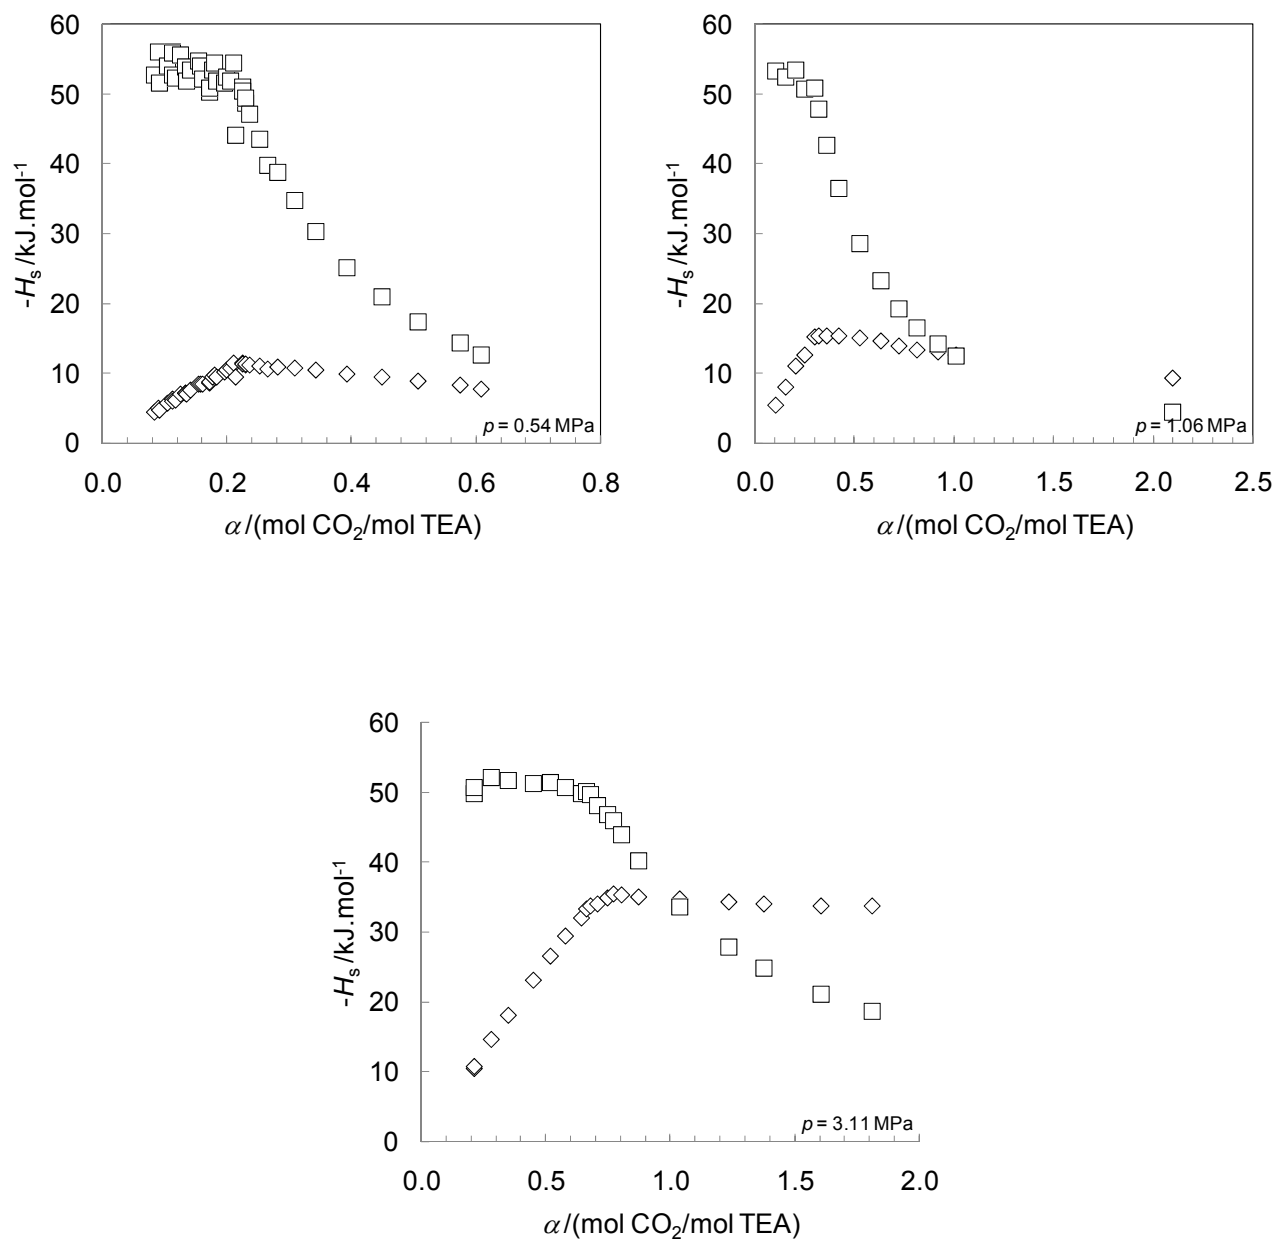 60
50
40
30
20
10
0
-Hs /kJ.mol-1
p = 0.54 MPa
0.0 0.2 0.4 0.6 0.8
α/(mol CO2/mol TEA)
60
50
40
30
20
10
0
-Hs /kJ.mol-1
p = 1.06 MPa
0.0 0.5 1.0 1.5 2.0 2.5
α/(mol CO2/mol TEA)
60
50
40
30
20
10
0
-Hs /kJ.mol-1
p = 3.11 MPa
0.0 0.5 1.0 1.5 2.0
α/(mol CO2/mol TEA)